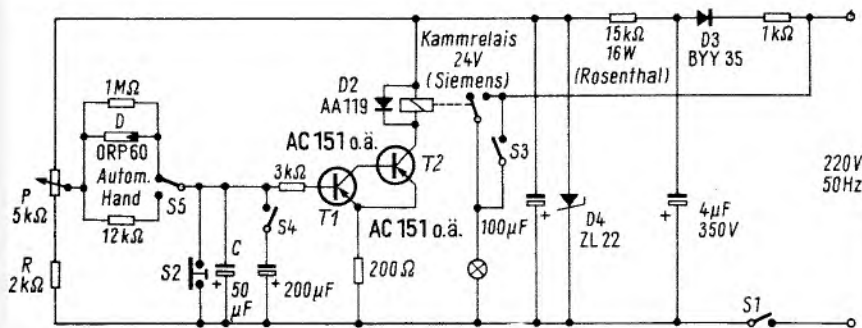 Kammrelais
24V
(Siemens)
15kΩ
16W
(Rosenthal)
D3
BYY 35
1kΩ
1MΩ
D
ORP60
Autom.
Hand
12kΩ
S5
P
5kΩ
R
2kΩ
D2
AA119
AC 151 o.ä.
T2
3kΩ
T1
AC 151 o.ä.
S3
S4
S2
C
50
µF
+
200µF
+
200Ω
100µF
+
D4
ZL 22
4µF
350V
+
220V
50Hz
S1